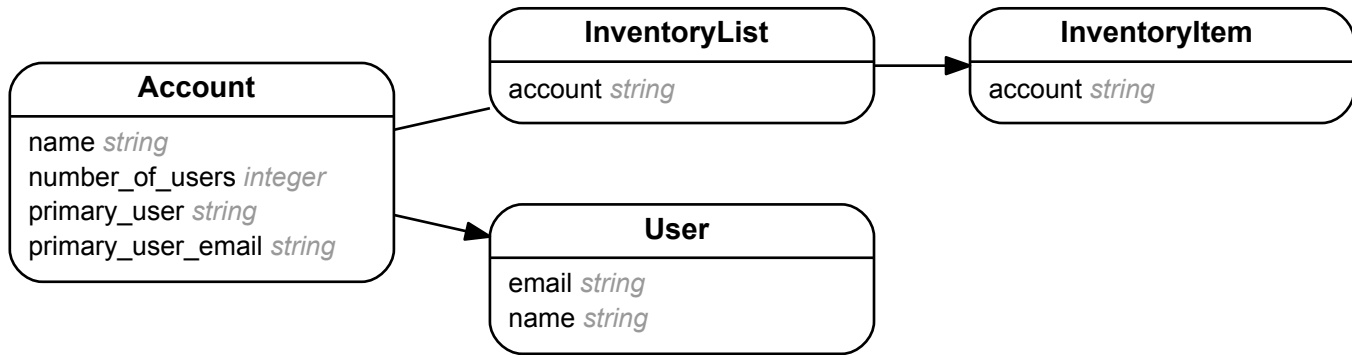 Account
name string
number_of_users integer
primary_user string
primary_user_email string
InventoryList
account string
InventoryItem
account string
User
email string
name string